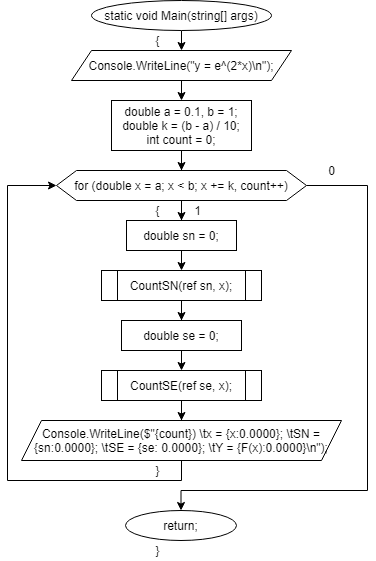 static void Main(string[] args)
{
Console.WriteLine("y = e^(2*x)\n");
double a = 0.1, b = 1;
double k = (b - a) / 10;
int count = 0;
0
for (double x = a; x < b; x += k, count++)
{ 1
double sn = 0;
CountSN(ref sn, x);
double se = 0;
CountSE(ref se, x);
Console.WriteLine($"{count}) \tx = {x:0.0000}; \tSN =
{sn:0.0000}; \tSE = {se: 0.0000}; \tY = {F(x):0.0000}\n");
}
return;
}